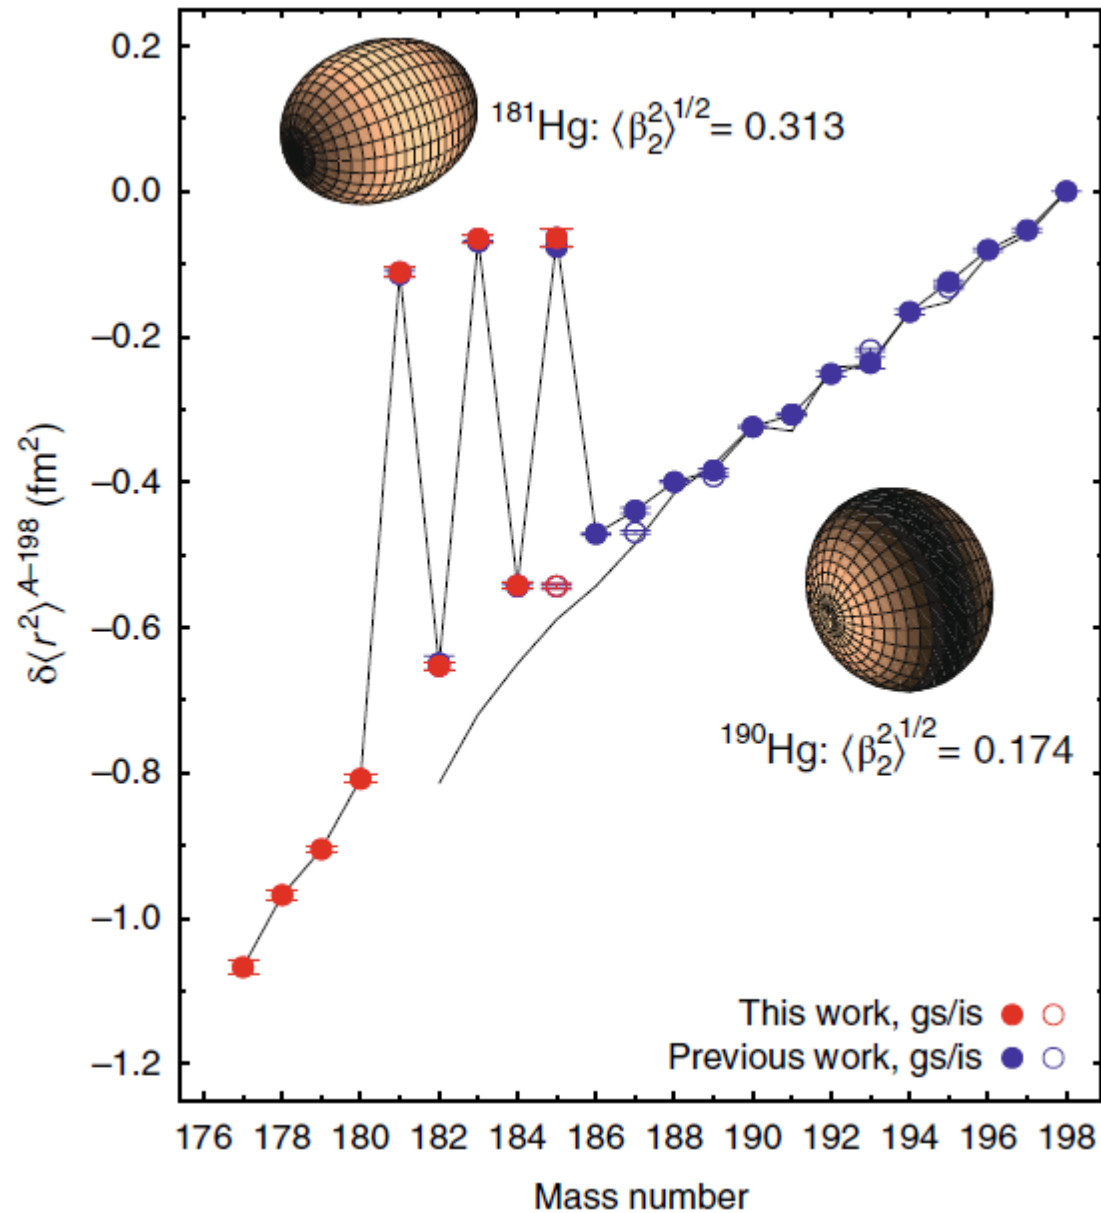 0.2
0.0
−0.2
−0.4
−0.6
−0.8
−1.0
−1.2
δ⟨r²⟩^{A–198} (fm²)
¹⁸¹Hg: ⟨β₂²⟩^{1/2}= 0.313
¹⁹⁰Hg: ⟨β₂²⟩^{1/2}= 0.174
This work, gs/is
Previous work, gs/is
176 178 180 182 184 186 188 190 192 194 196 198
Mass number